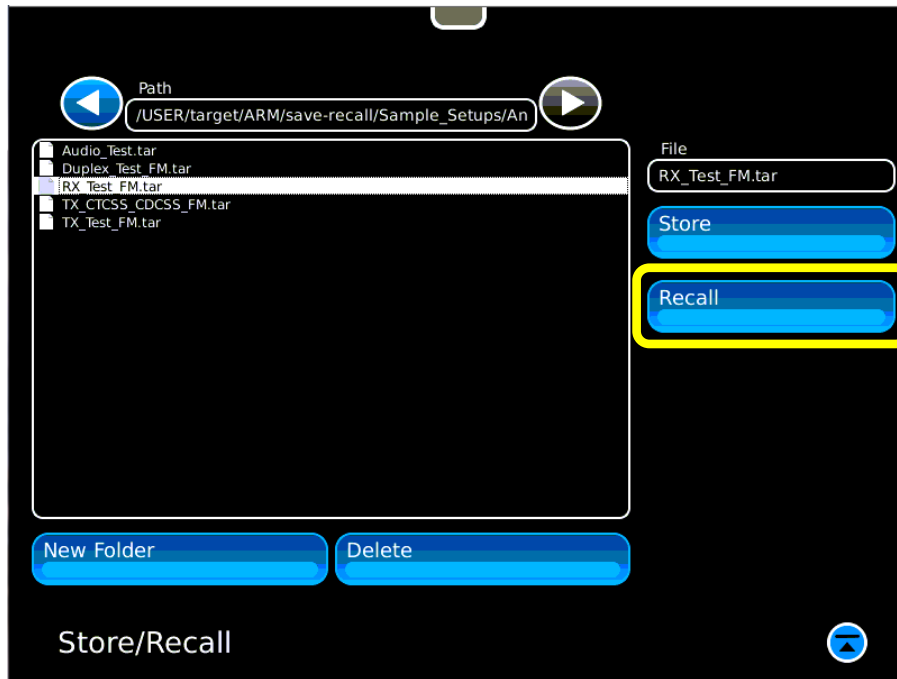 Path
/USER/target/ARM/save-recall/Sample_Setups/An
Audio_Test.tar
Duplex_Test_FM.tar
RX_Test_FM.tar
TX_CTCSS_CDCSS_FM.tar
TX_Test_FM.tar
File
RX_Test_FM.tar
Store
Recall
New Folder
Delete
Store/Recall